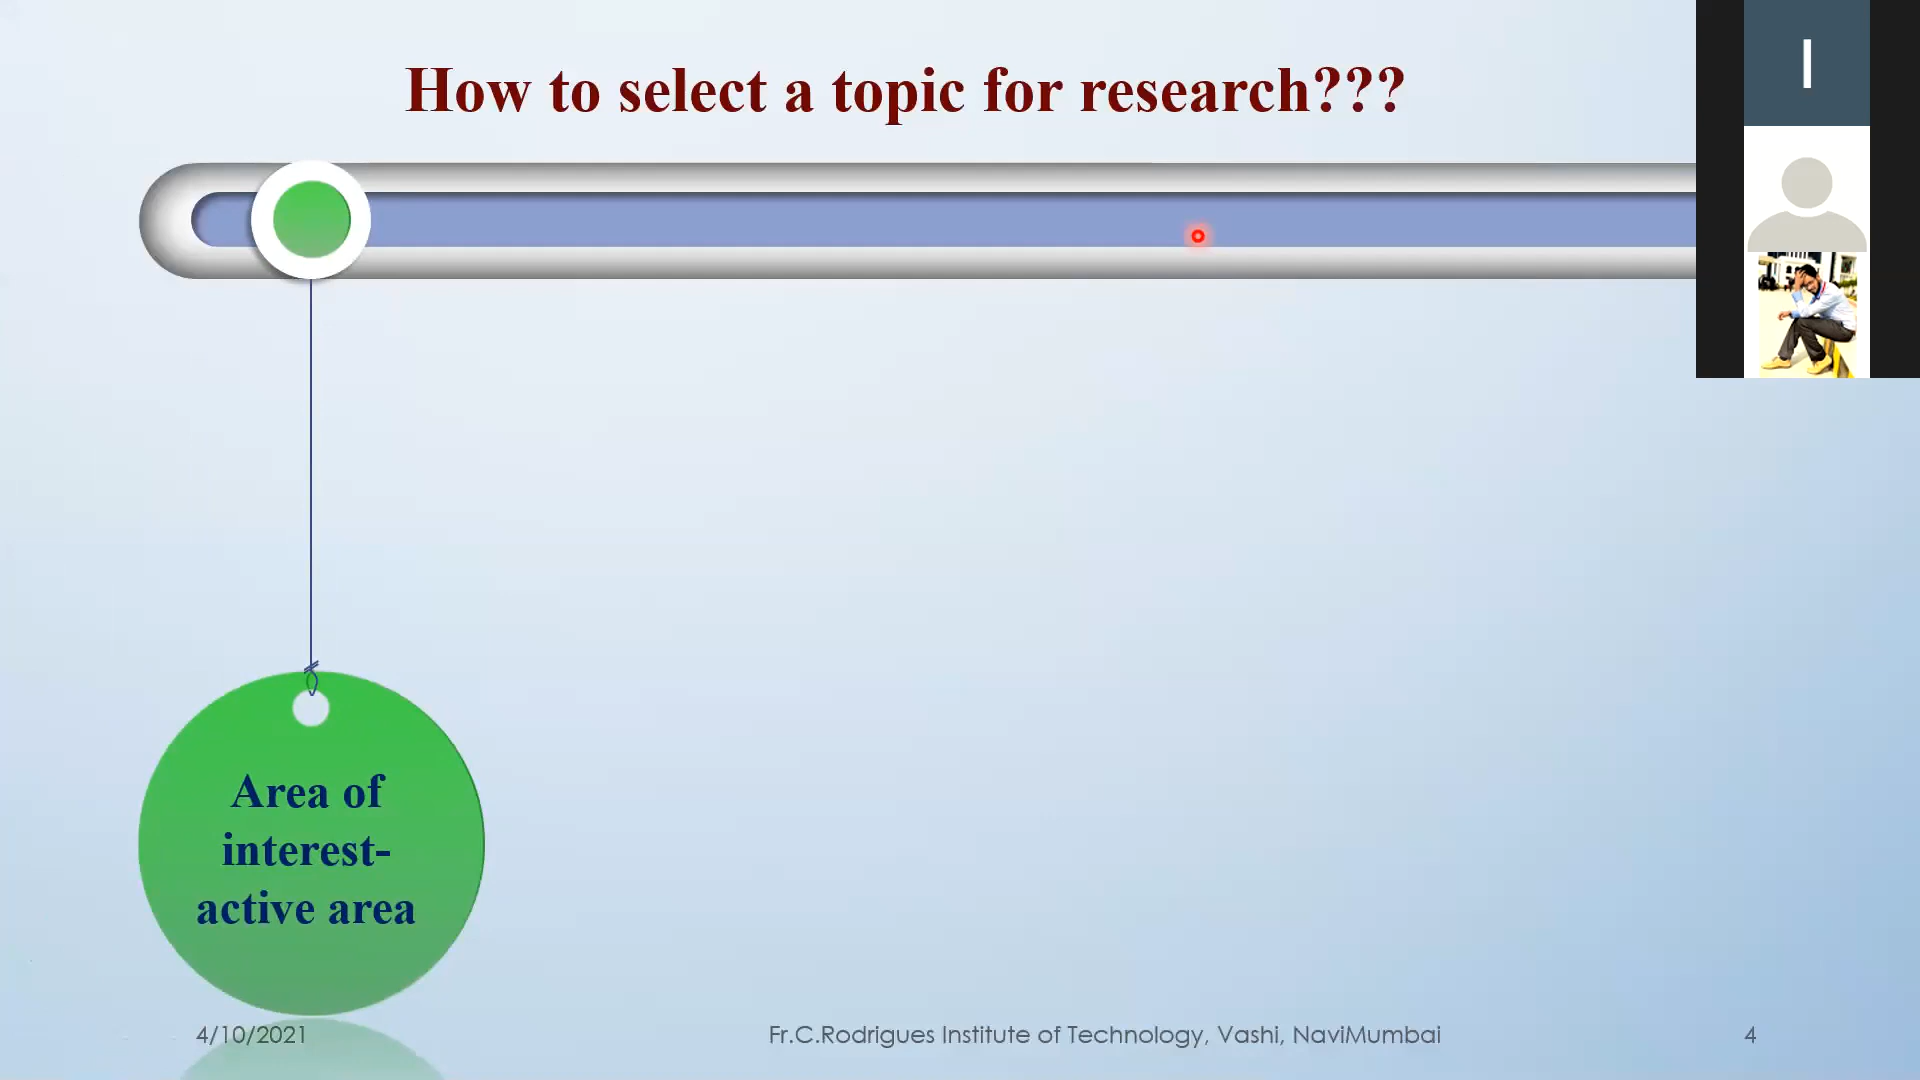 How to select a topic for research???
I
Area of
interest-
active area
4/10/2021
Fr.C.Rodrigues Institute of Technology, Vashi, NaviMumbai
4